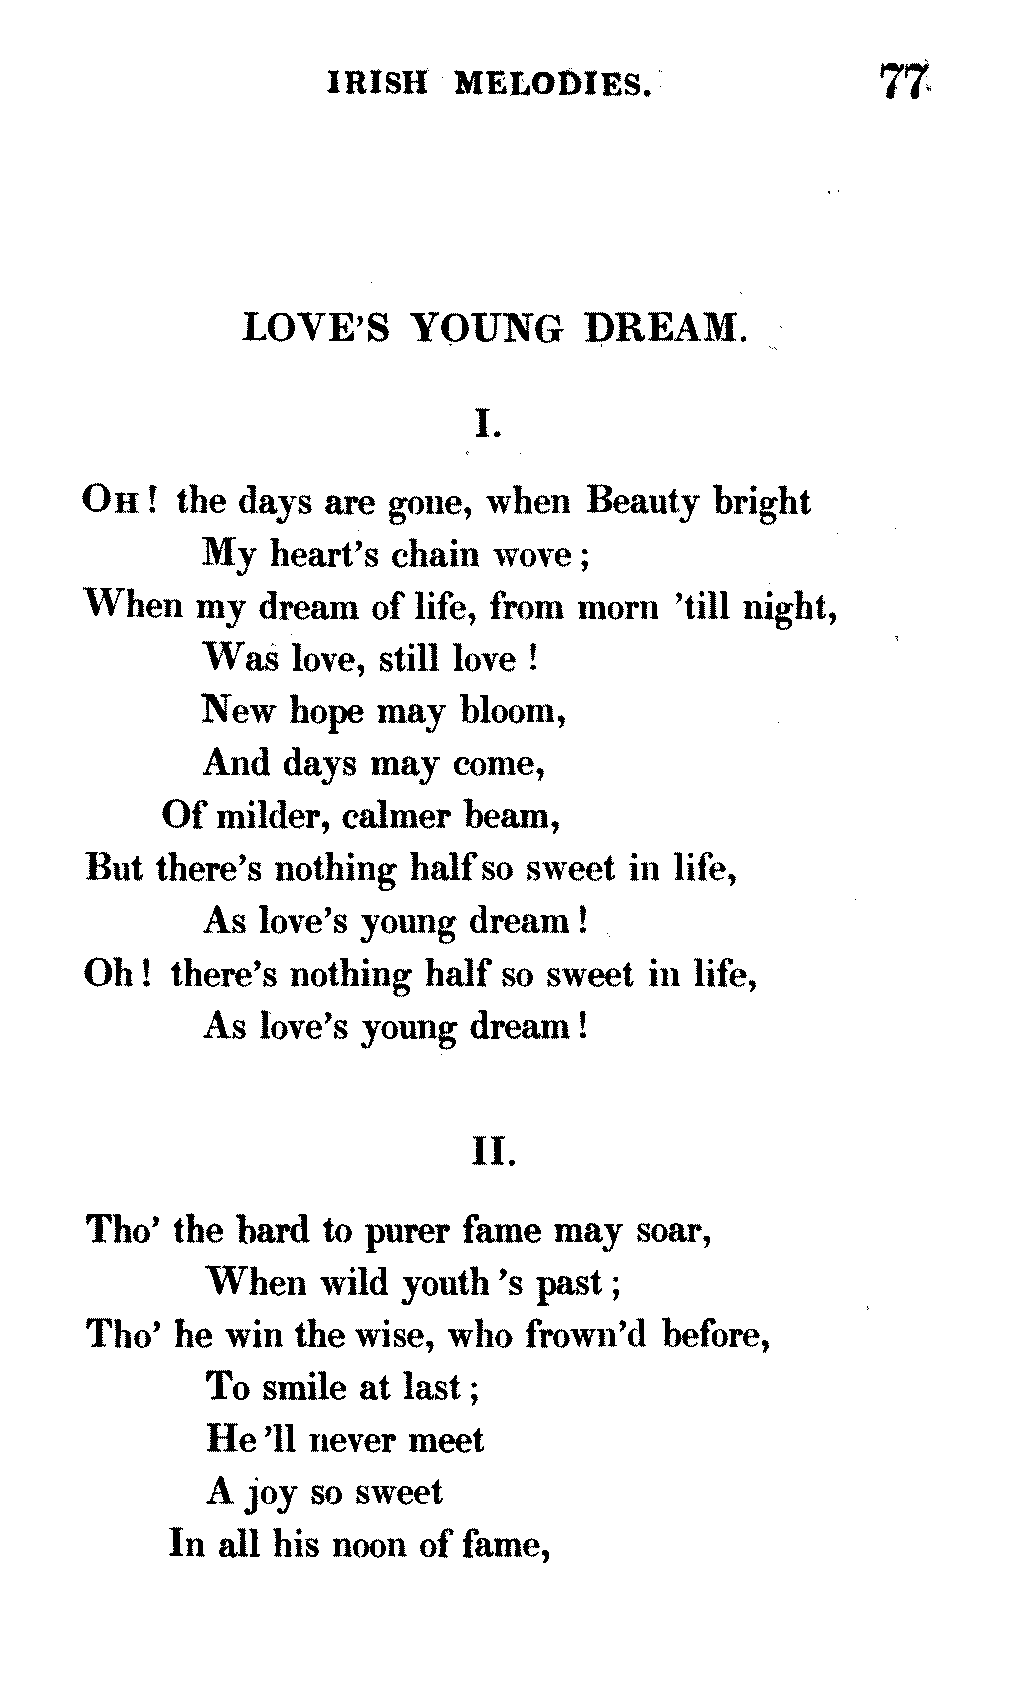 IRISH MELODIES. 77
LOVE'S YOUNG DREAM.
I.
OH! the days are gone, when Beauty bright
My heart's chain wove;
When my dream of life, from morn 'till night,
Was love, still love!
New hope may bloom,
And days may come,
Of milder, calmer beam,
But there's nothing half so sweet in life,
As love's young dream!
Oh! there's nothing half so sweet in life,
As love's young dream!
II.
Tho' the bard to purer fame may soar,
When wild youth 's past;
Tho' he win the wise, who frown'd before,
To smile at last;
He 'll never meet
A joy so sweet
In all his noon of fame,